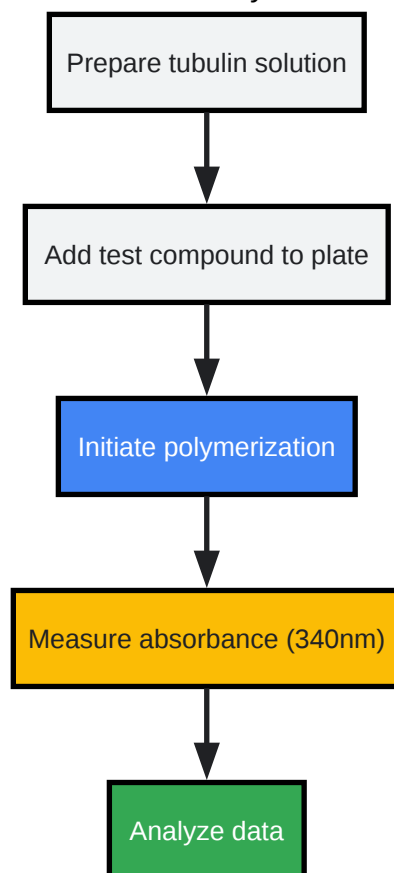 Prepare tubulin solution
Add test compound to plate
Initiate polymerization
Measure absorbance (340nm)
Analyze data